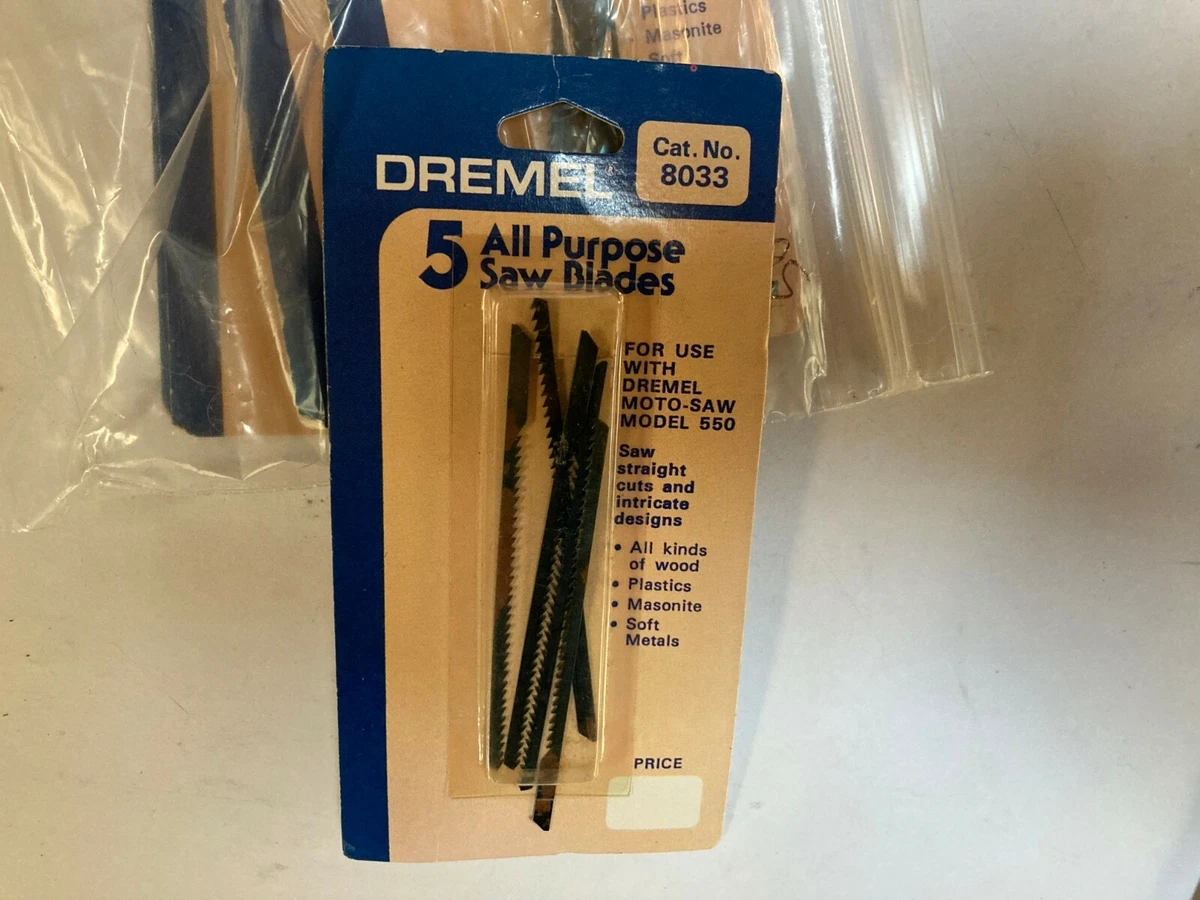 Plastics
Masonite
Soft
DREMEL
Cat. No.
8033
5 All Purpose
Saw Blades
FOR USE
WITH
DREMEL
MOTO-SAW
MODEL 550
Saw
straight
cuts and
intricate
designs
• All kinds
of wood
• Plastics
• Masonite
• Soft
Metals
PRICE